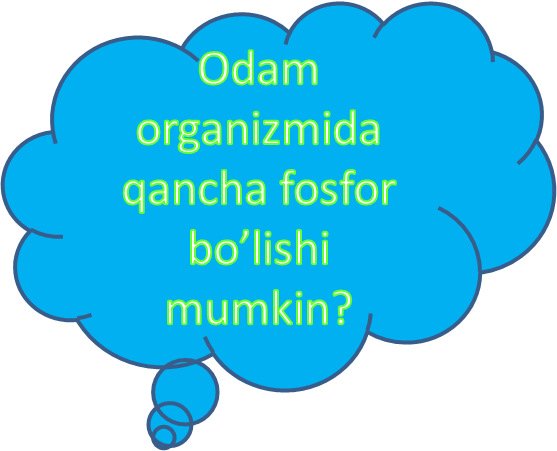 Odam
organizmida
qancha fosfor
bo’lishi
mumkin?